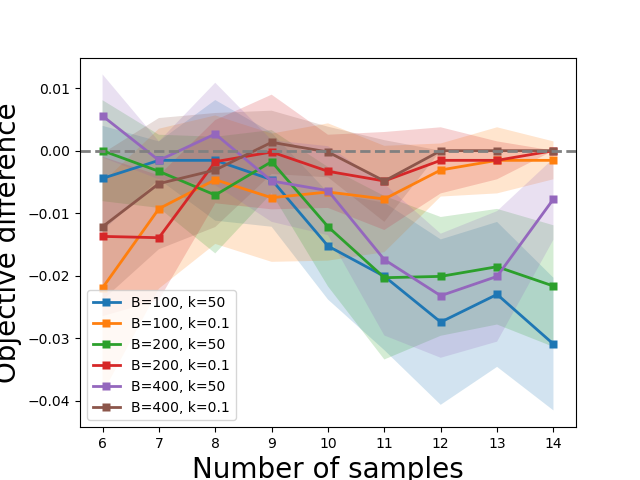 Objective difference
0.01
0.00
−0.01
−0.02
−0.03
−0.04
B=100, k=50
B=100, k=0.1
B=200, k=50
B=200, k=0.1
B=400, k=50
B=400, k=0.1
6 7 8 9 10 11 12 13 14
Number of samples